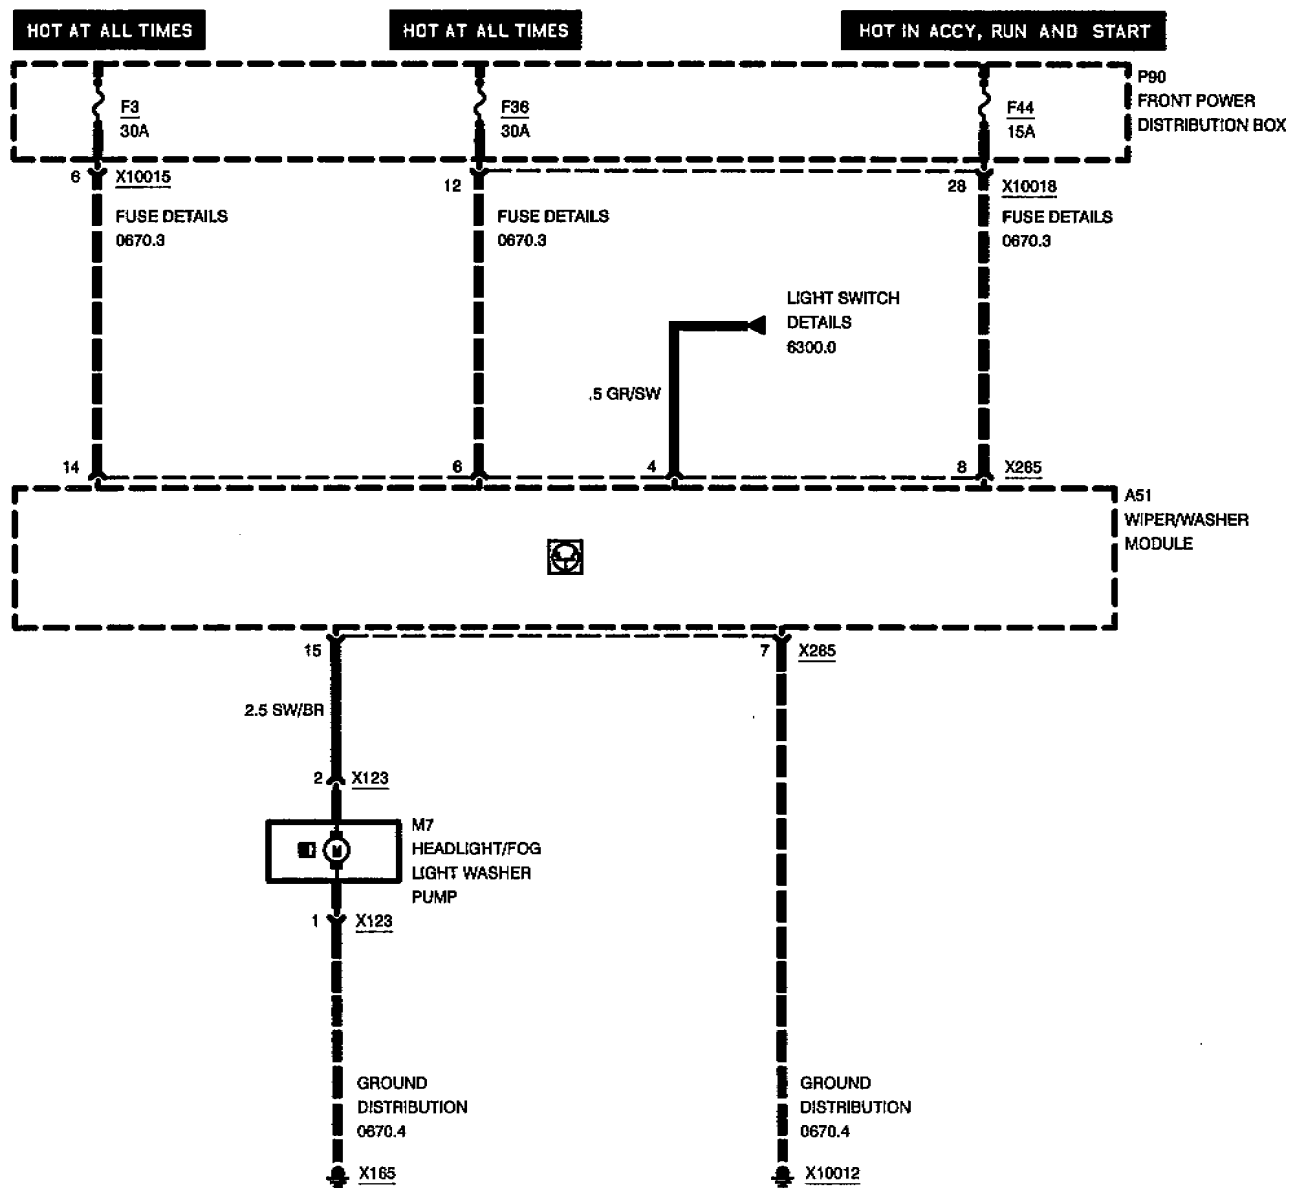 HOT AT ALL TIMES
HOT AT ALL TIMES
HOT IN ACCY, RUN AND START
F3
30A
F36
30A
F44
15A
P90
FRONT POWER
DISTRIBUTION BOX
6 X10015
12
28 X10018
FUSE DETAILS
0670.3
FUSE DETAILS
0670.3
FUSE DETAILS
0670.3
LIGHT SWITCH
DETAILS
6300.0
.5 GR/SW
14
6
4
8 X265
A51
WIPER/WASHER
MODULE
15
7 X265
2.5 SW/BR
2 X123
M7
HEADLIGHT/FOG
LIGHT WASHER
PUMP
M
1 X123
GROUND
DISTRIBUTION
0670.4
GROUND
DISTRIBUTION
0670.4
X165
X10012